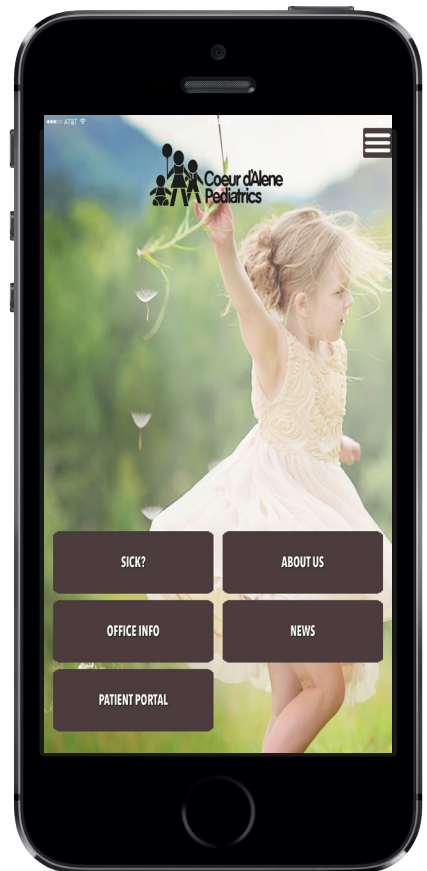 AT&T
Coeur d'Alene
Pediatrics
SICK?
ABOUT US
OFFICE INFO
NEWS
PATIENT PORTAL